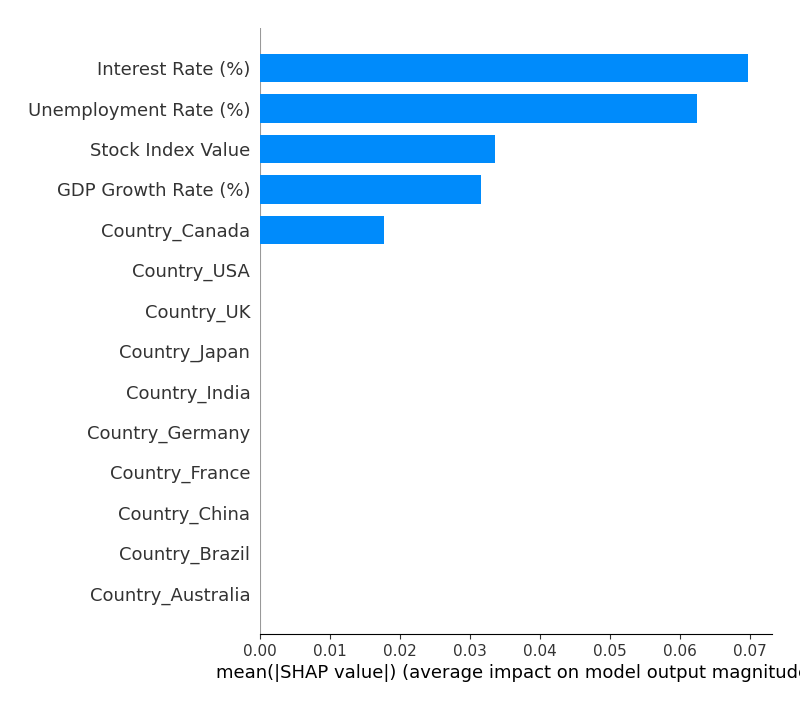 Interest Rate (%)
Unemployment Rate (%)
Stock Index Value
GDP Growth Rate (%)
Country_Canada
Country_USA
Country_UK
Country_Japan
Country_India
Country_Germany
Country_France
Country_China
Country_Brazil
Country_Australia
0.00 0.01 0.02 0.03 0.04 0.05 0.06 0.07
mean(|SHAP value|) (average impact on model output magnitude